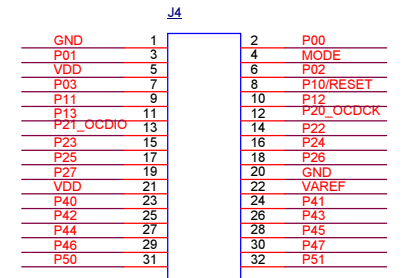 J4
GND 1 2 P00
P01 3 4 MODE
VDD 5 6 P02
P03 7 8 P10/RESET
P11 9 10 P12
P13 11 12 P20_OCDCK
P21_OCDIO 13 14 P22
P23 15 16 P24
P25 17 18 P26
P27 19 20 GND
VDD 21 22 VAREF
P40 23 24 P41
P42 25 26 P43
P44 27 28 P45
P46 29 30 P47
P50 31 32 P51